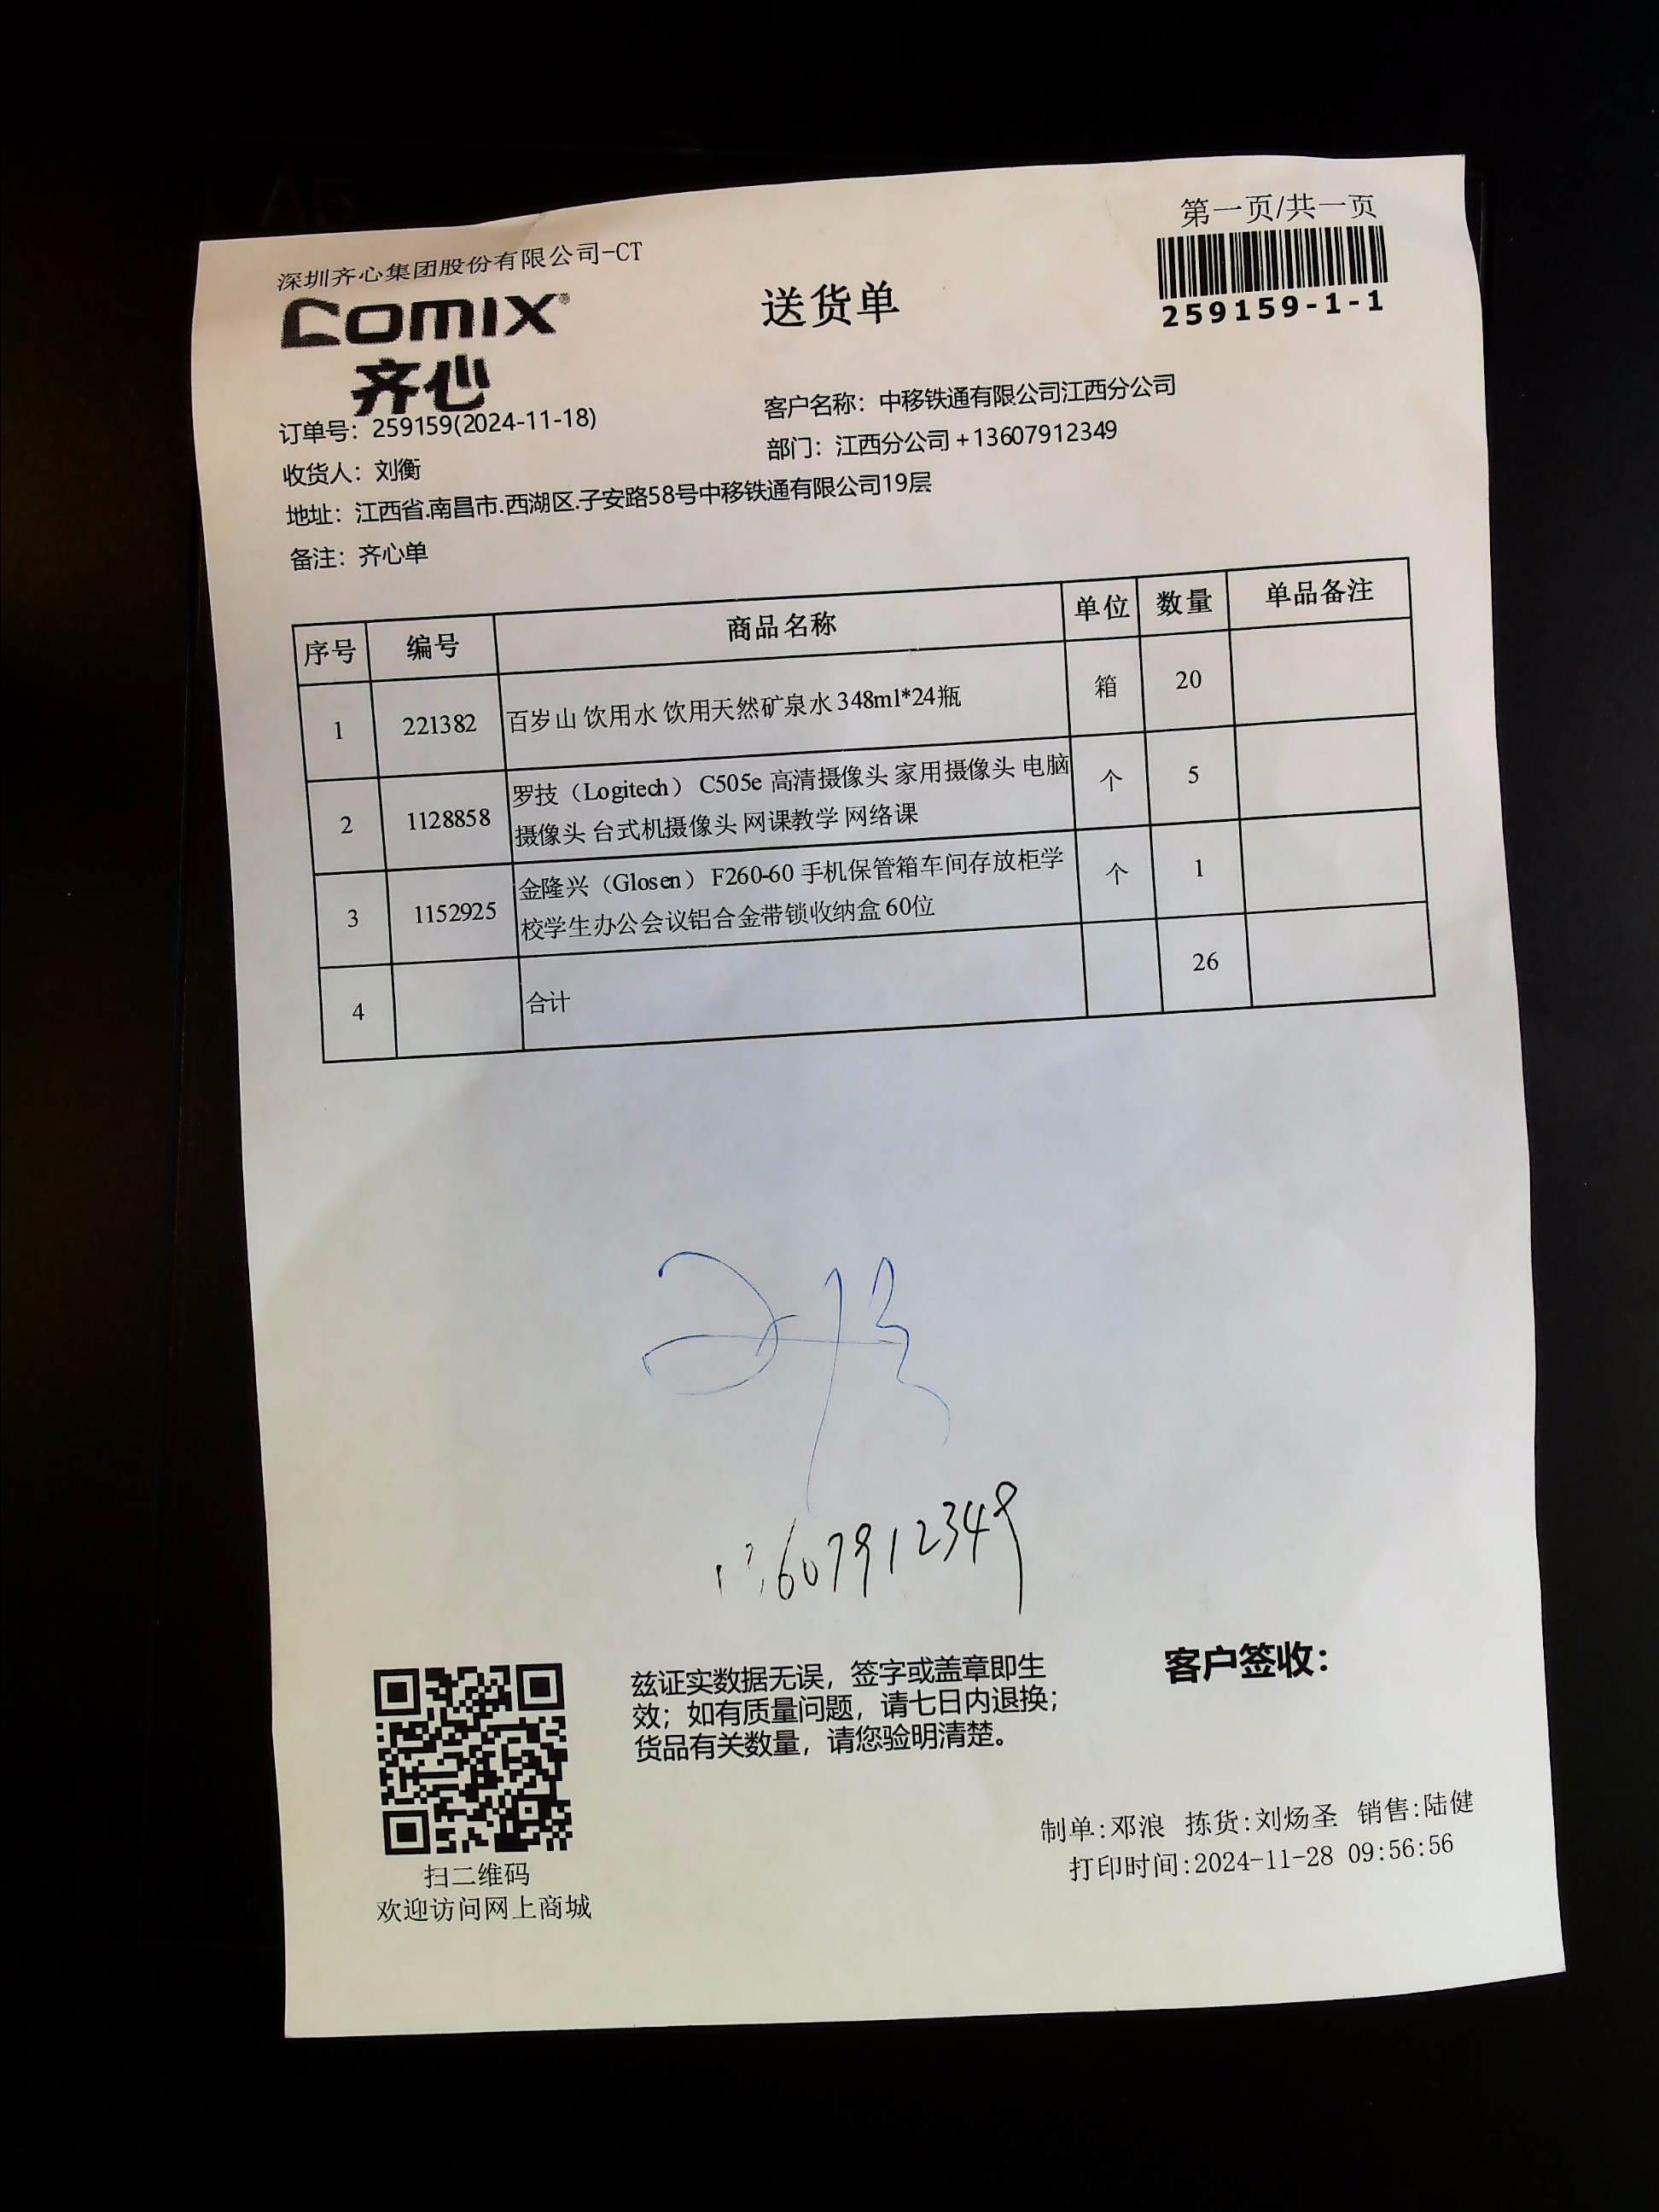 第一页/共一页
深圳齐心集团股份有限公司-CT
comix
齐心
送货单
259159-1-1
订单号：259159(2024-11-18)
客户名称：中移铁通有限公司江西分公司
收货人：刘衡
部门：江西分公司+13607912349
地址：江西省.南昌市.西湖区.子安路58号中移铁通有限公司19层
备注：齐心单
序号 编号 商品名称 单位 数量 单品备注
1 221382 百岁山 饮用水 饮用天然矿泉水 348ml*24瓶 箱 20
2 1128858 罗技（Logitech） C505e 高清摄像头 家用摄像头 电脑 个 5
摄像头 台式机摄像头 网课教学 网络课
3 1152925 金隆兴（Glosen） F260-60 手机保管箱车间存放柜学 个 1
校学生办公会议铝合金带锁收纳盒 60位
4 合计 26
13607912349
兹证实数据无误，签字或盖章即生
效；如有质量问题，请七日内退换；
货品有关数量，请您验明清楚。
客户签收：
扫二维码
欢迎访问网上商城
制单:邓浪 拣货:刘炀圣 销售:陆健
打印时间:2024-11-28 09:56:56